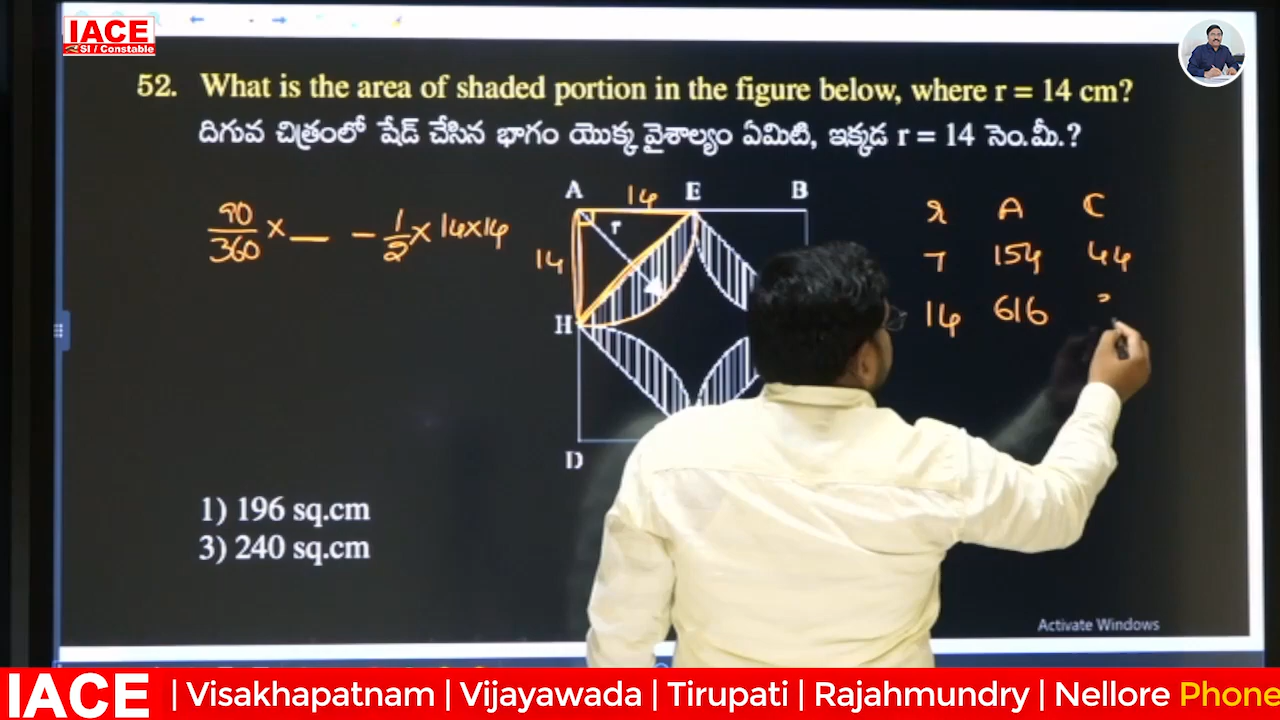 IACE
SI / Constable
52. What is the area of shaded portion in the figure below, where r = 14 cm?
దిగువ చిత్రంలో షేడ్ చేసిన భాగం యొక్క వైశాల్యం ఏమిటి, ఇక్కడ r = 14 సెం.మీ.?
90/360 × — - 1/2 × 14×14
A 14 E B
r
14
H
D
r A C
7 154 44
14 616
1) 196 sq.cm
3) 240 sq.cm
Activate Windows
IACE | Visakhapatnam | Vijayawada | Tirupati | Rajahmundry | Nellore Phone